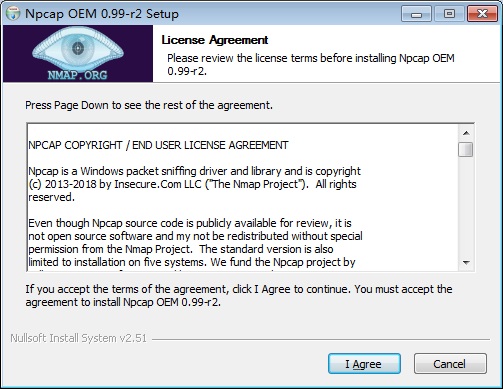 Npcap OEM 0.99-r2 Setup
NMAP.ORG
License Agreement
Please review the license terms before installing Npcap OEM
0.99-r2.
Press Page Down to see the rest of the agreement.
NPCAP COPYRIGHT / END USER LICENSE AGREEMENT
Npcap is a Windows packet sniffing driver and library and is copyright
(c) 2013-2018 by Insecure.Com LLC ("The Nmap Project").  All rights
reserved.
Even though Npcap source code is publicly available for review, it is
not open source software and my not be redistributed without special
permission from the Nmap Project.  The standard version is also
limited to installation on five systems. We fund the Npcap project by
If you accept the terms of the agreement, click I Agree to continue. You must accept the
agreement to install Npcap OEM 0.99-r2.
Nullsoft Install System v2.51
I Agree
Cancel